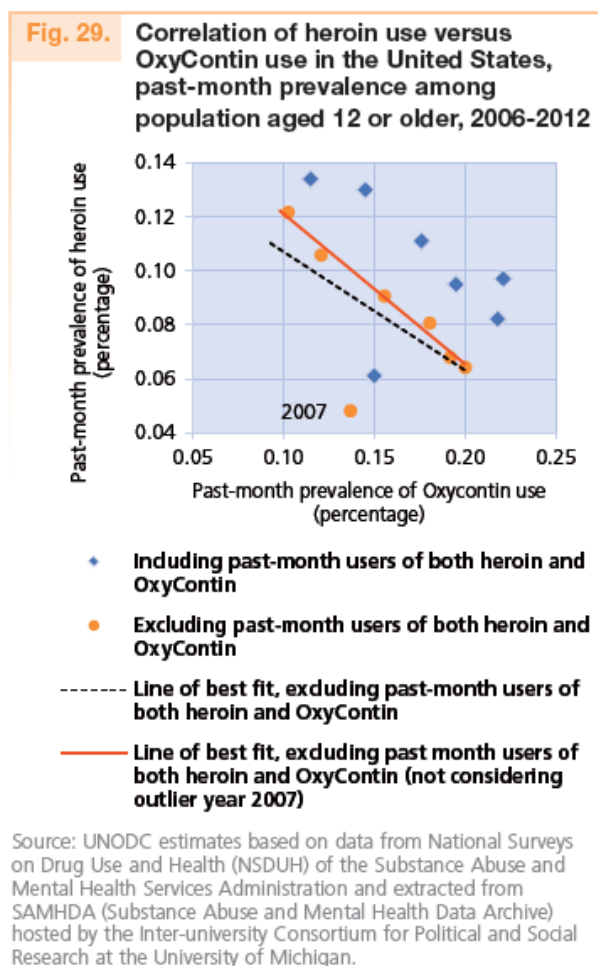 Fig. 29.
Correlation of heroin use versus
OxyContin use in the United States,
past-month prevalence among
population aged 12 or older, 2006-2012
Past-month prevalence of heroin use
(percentage)
0.14
0.12
0.10
0.08
0.06
0.04
2007
0.05 0.10 0.15 0.20 0.25
Past-month prevalence of Oxycontin use
(percentage)
Including past-month users of both heroin and
OxyContin
Excluding past-month users of both heroin and
OxyContin
Line of best fit, excluding past-month users of
both heroin and OxyContin
Line of best fit, excluding past month users of
both heroin and OxyContin (not considering
outlier year 2007)
Source: UNODC estimates based on data from National Surveys
on Drug Use and Health (NSDUH) of the Substance Abuse and
Mental Health Services Administration and extracted from
SAMHDA (Substance Abuse and Mental Health Data Archive)
hosted by the Inter-university Consortium for Political and Social
Research at the University of Michigan.